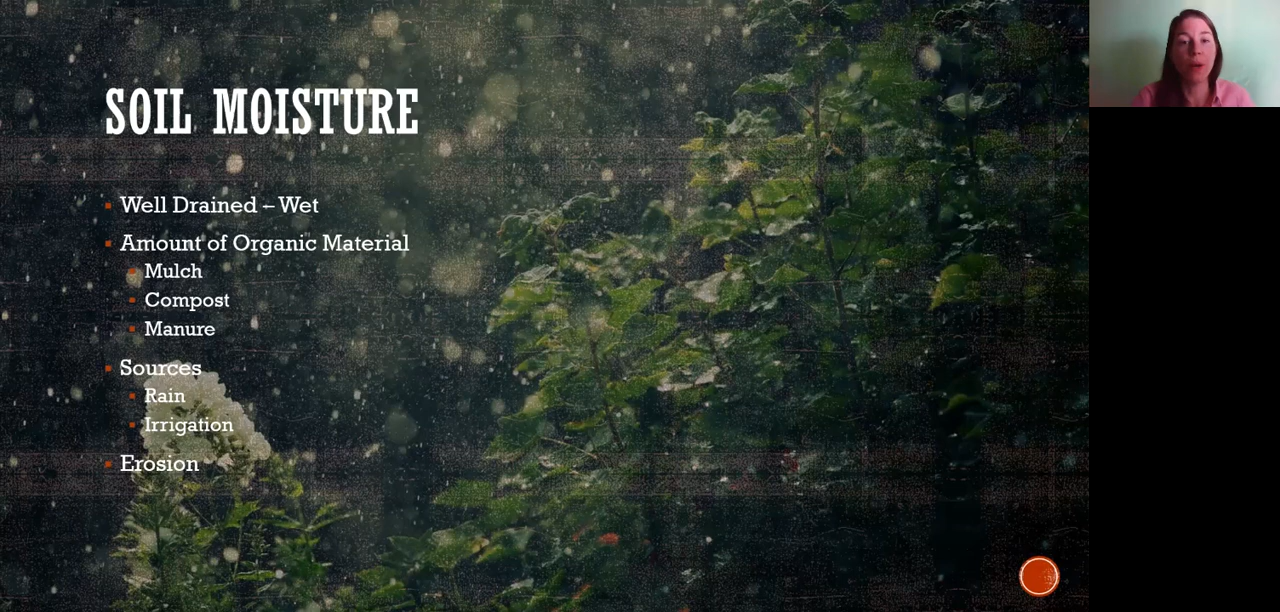 SOIL MOISTURE
Well Drained – Wet
Amount of Organic Material
Mulch
Compost
Manure
Sources
Rain
Irrigation
Erosion